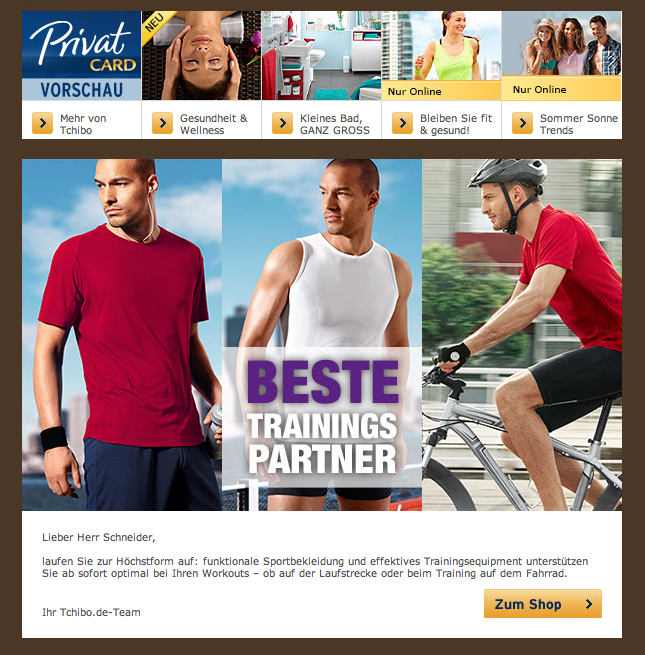 Privat
CARD
VORSCHAU
NEU
Nur Online
Nur Online
Mehr von
Tchibo
Gesundheit &
Wellness
Kleines Bad,
GANZ GROSS
Bleiben Sie fit
& gesund!
Sommer Sonne
Trends
BESTE
TRAININGS
PARTNER
Lieber Herr Schneider,
laufen Sie zur Höchstform auf: funktionale Sportbekleidung und effektives Trainingsequipment unterstützen
Sie ab sofort optimal bei Ihren Workouts – ob auf der Laufstrecke oder beim Training auf dem Fahrrad.
Ihr Tchibo.de-Team
Zum Shop